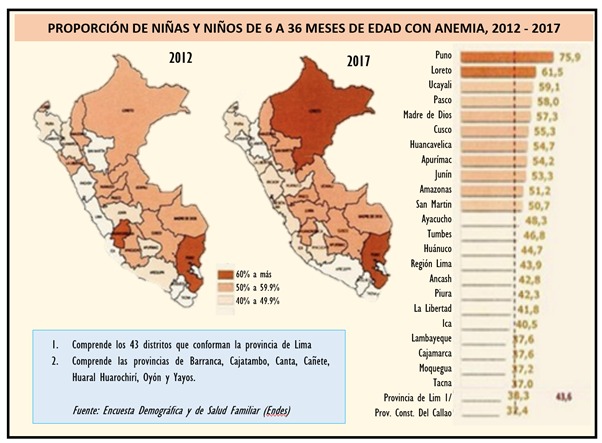 PROPORCIÓN DE NIÑAS Y NIÑOS DE 6 A 36 MESES DE EDAD CON ANEMIA, 2012 - 2017
2012
2017
60% a más
50% a 59.9%
40% a 49.9%
Puno 75,9
Loreto 61,5
Ucayali 59,1
Pasco 58,0
Madre de Dios 57,3
Cusco 55,3
Huancavelica 54,7
Apurímac 54,2
Junín 53,3
Amazonas 51,2
San Martin 50,7
Ayacucho 48,3
Tumbes 46,8
Huánuco 44,7
Región Lima 43,9
Ancash 42,8
Piura 42,3
La Libertad 41,8
Ica 40,5
Lambayeque 37,6
Cajamarca 37,6
Moquegua 37,2
Tacna 37,0
Provincia de Lim 1/ 38,3 43,6
Prov. Const. Del Callao 32,4
1. Comprende los 43 distritos que conforman la provincia de Lima
2. Comprende las provincias de Barranca, Cajatambo, Canta, Cañete,
Huaral Huarochirí, Oyón y Yayos.
Fuente: Encuesta Demográfica y de Salud Familiar (Endes)